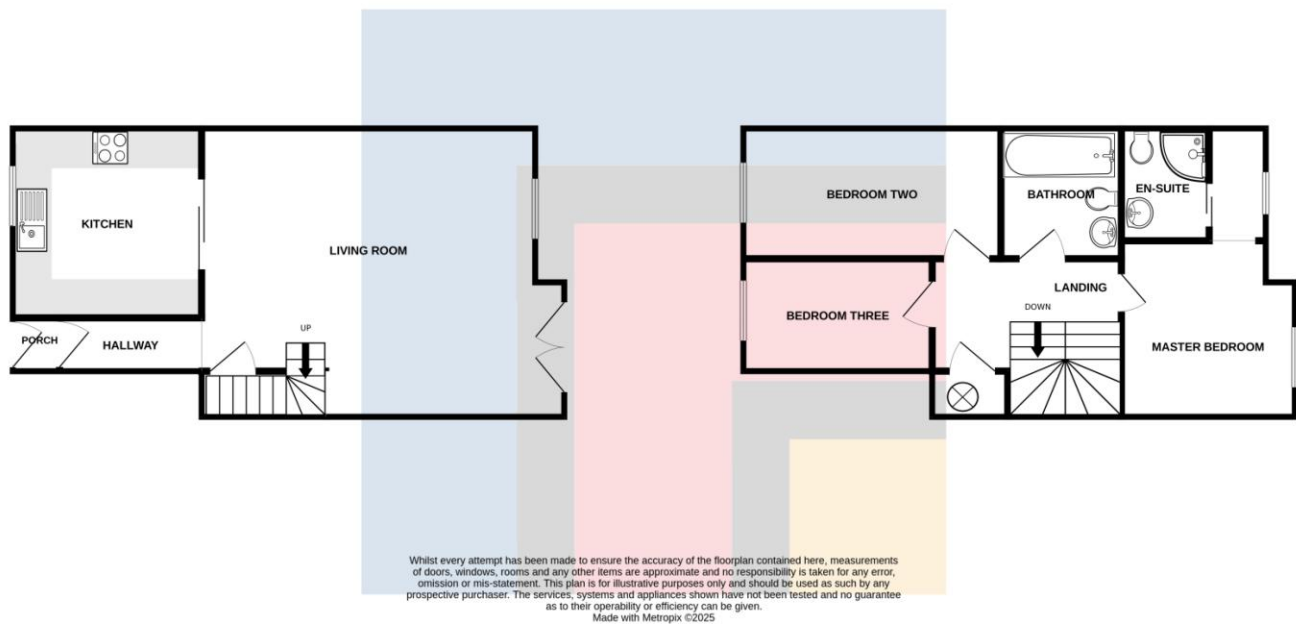 KITCHEN
LIVING ROOM
PORCH
HALLWAY
UP
BEDROOM TWO
BATHROOM
EN-SUITE
BEDROOM THREE
LANDING
DOWN
MASTER BEDROOM
Whilst every attempt has been made to ensure the accuracy of the floorplan contained here, measurements
of doors, windows, rooms and any other items are approximate and no responsibility is taken for any error,
omission or mis-statement. This plan is for illustrative purposes only and should be used as such by any
prospective purchaser. The services, systems and appliances shown have not been tested and no guarantee
as to their operability or efficiency can be given.
Made with Metropix ©2025